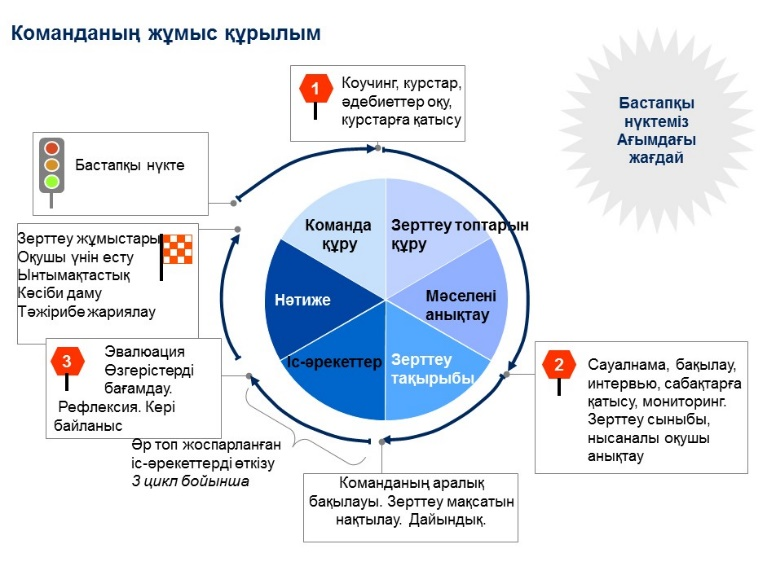 Команданың жұмыс құрылым
1
Коучинг, курстар,
әдебиеттер оқу,
курстарға қатысу
Бастапқы
нүктеміз
Ағымдағы
жағдай
Бастапқы нүкте
Зерттеу жұмыстары
Оқушы үнін есту
Ынтымақтастық
Кәсіби даму
Тәжірибе жариялау
Команда
құру
Зерттеу топтарын
құру
Нәтиже
Мәселені
анықтау
Іс-әрекеттер
Зерттеу
тақырыбы
3
Эвалюация
Өзгерістерді
бағамдау.
Рефлексия. Кері
байланыс
2
Сауалнама, бақылау,
интервью, сабақтарға
қатысу, мониторинг.
Зерттеу сыныбы,
нысаналы оқушы
анықтау
Әр топ жоспарланған
іс-әрекеттерді өткізу
3 цикл бойынша
Команданың аралық
бақылауы. Зерттеу мақсатын
нақтылау. Дайындық.